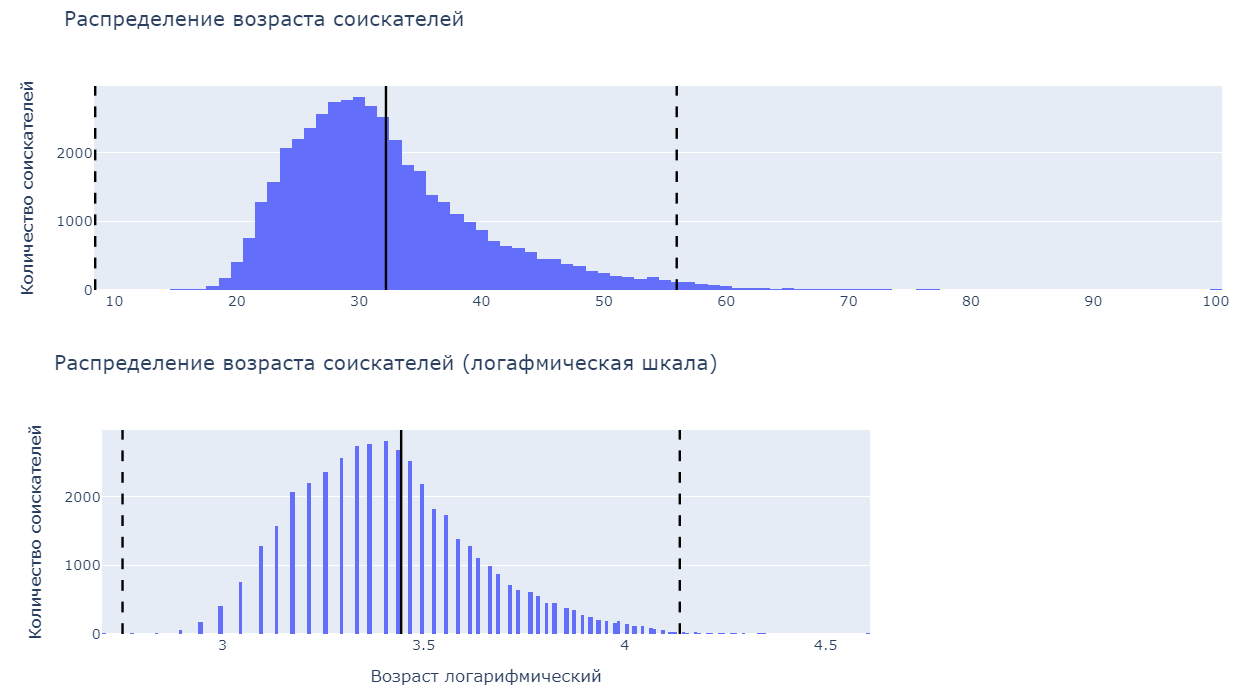 Распределение возраста соискателей
Количество соискателей
2000
1000
0
10 20 30 40 50 60 70 80 90 100
Распределение возраста соискателей (логафмическая шкала)
Количество соискателей
2000
1000
0
3 3.5 4 4.5
Возраст логарифмический